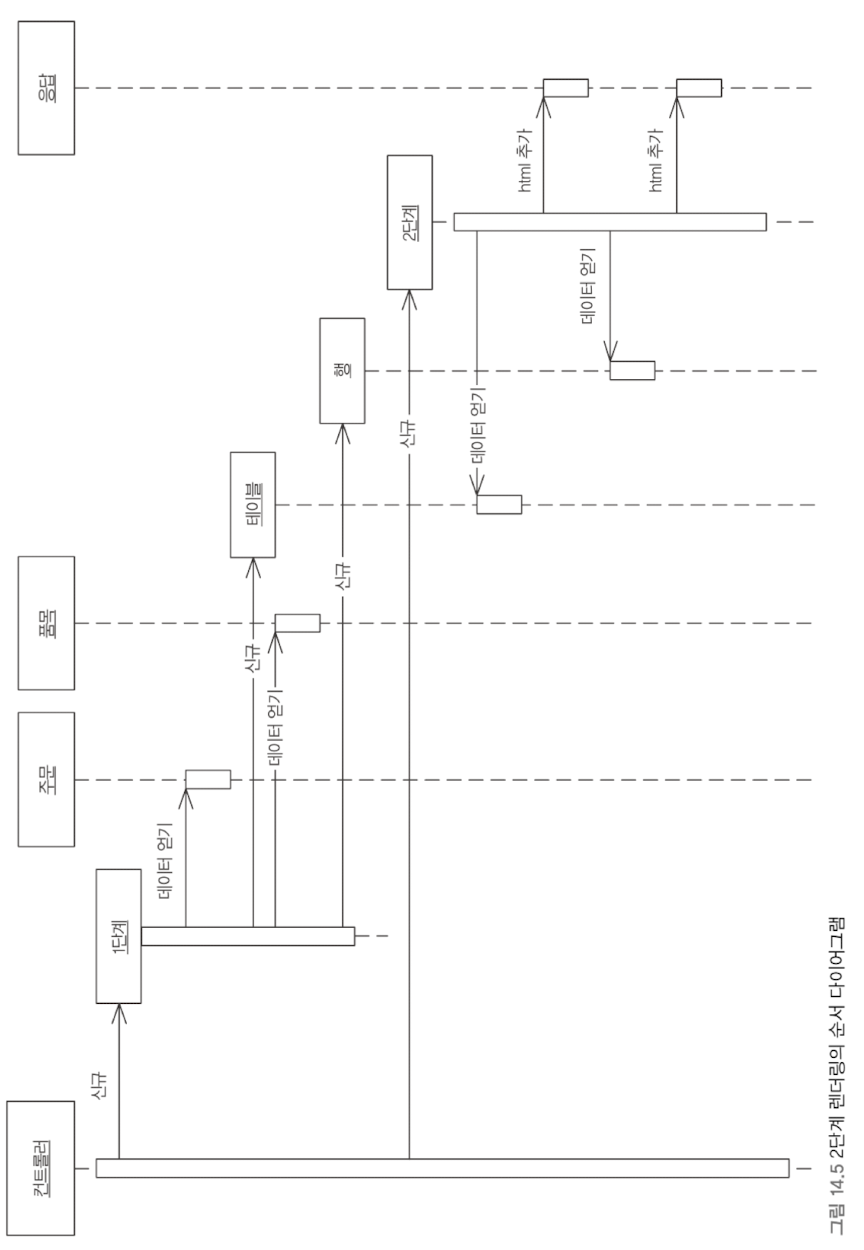 컨트롤러
1단계
주문
품목
테이블
행
2단계
응답
신규
데이터 얻기
신규
데이터 얻기
신규
신규
데이터 얻기
html 추가
데이터 얻기
html 추가
그림 14.5 2단계 렌더링의 순서 다이어그램